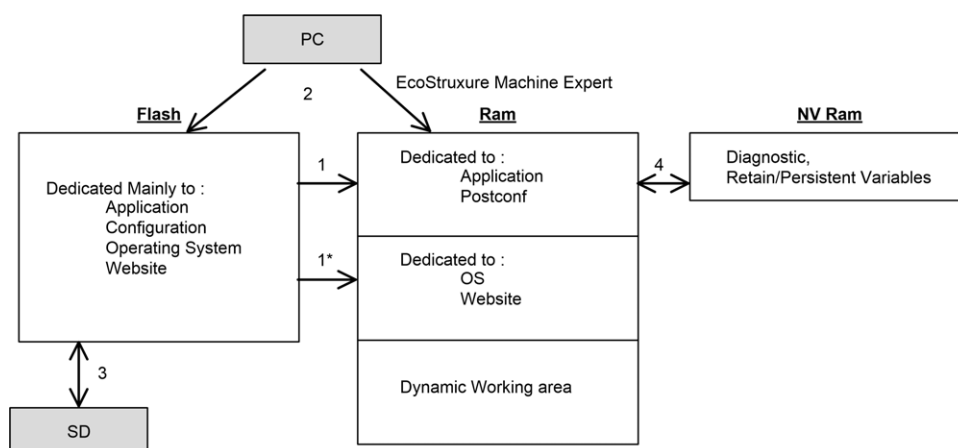 PC
EcoStruxure Machine Expert
2
Flash
Ram
NV Ram
Dedicated Mainly to :
Application
Configuration
Operating System
Website
1
Dedicated to :
Application
Postconf
4
Diagnostic,
Retain/Persistent Variables
1*
Dedicated to :
OS
Website
3
Dynamic Working area
SD